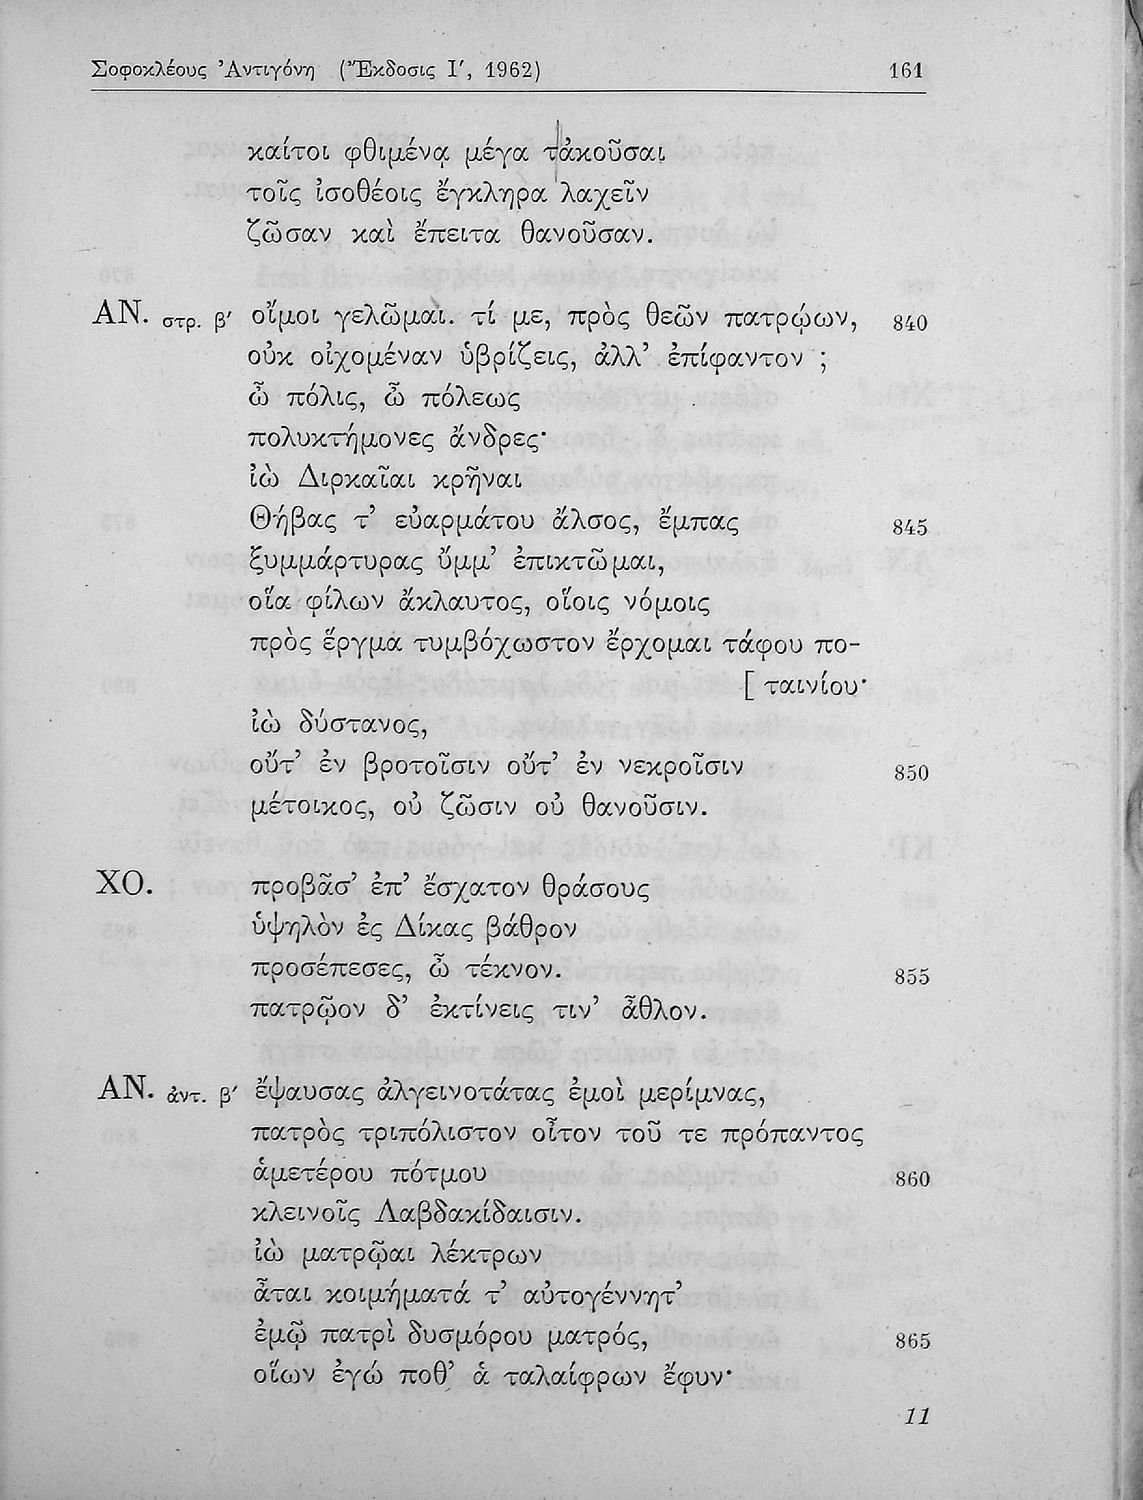 Σοφοκλέους Ἀντιγόνη (Ἔκδοσις Ι′, 1962) 161
καίτοι φθιμένᾳ μέγα τἀκοῦσαι
τοῖς ἰσοθέοις ἔγκληρα λαχεῖν
ζῶσαν καὶ ἔπειτα θανοῦσαν.
ΑΝ. στρ. β′ οἴμοι γελῶμαι. τί με, πρὸς θεῶν πατρῴων, 840
οὐκ οἰχομέναν ὑβρίζεις, ἀλλ’ ἐπίφαντον ;
ὦ πόλις, ὦ πόλεως
πολυκτήμονες ἄνδρες·
ἰὼ Διρκαῖαι κρῆναι
Θήβας τ’ εὐαρμάτου ἄλσος, ἔμπας 845
ξυμμάρτυρας ὔμμ’ ἐπικτῶμαι,
οἵα φίλων ἄκλαυτος, οἵοις νόμοις
πρὸς ἕργμα τυμβόχωστον ἔρχομαι τάφου πο-
[ ταινίου·
ἰὼ δύστανος,
οὔτ’ ἐν βροτοῖσιν οὔτ’ ἐν νεκροῖσιν 850
μέτοικος, οὐ ζῶσιν οὐ θανοῦσιν.
ΧΟ. προβᾶσ’ ἐπ’ ἔσχατον θράσους
ὑψηλὸν ἐς Δίκας βάθρον
προσέπεσες, ὦ τέκνον. 855
πατρῷον δ’ ἐκτίνεις τιν’ ἆθλον.
ΑΝ. ἀντ. β′ ἔψαυσας ἀλγεινοτάτας ἐμοὶ μερίμνας,
πατρὸς τριπόλιστον οἶτον τοῦ τε πρόπαντος
ἁμετέρου πότμου 860
κλεινοῖς Λαβδακίδαισιν.
ἰὼ ματρῷαι λέκτρων
ἆται κοιμήματά τ’ αὐτογέννητ’
ἐμῷ πατρὶ δυσμόρου ματρός, 865
οἵων ἐγώ ποθ’ ἁ ταλαίφρων ἔφυν·
11